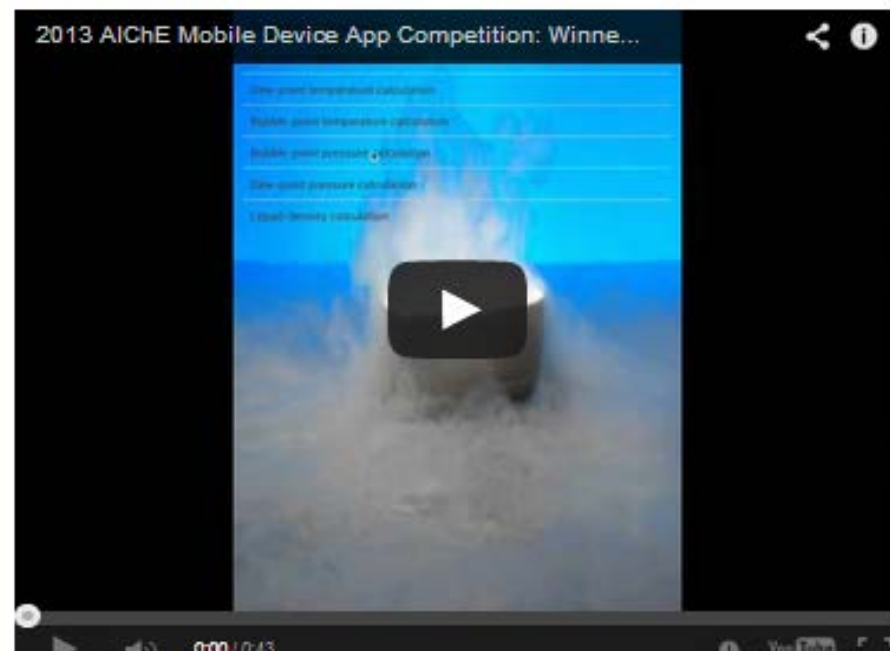 2013 AIChE Mobile Device App Competition: Winne...
Dew point temperature calculation
Bubble point temperature calculation
Bubble point pressure calculation
Dew point pressure calculation
Liquid density calculation
0:00 / 0:43
YouTube